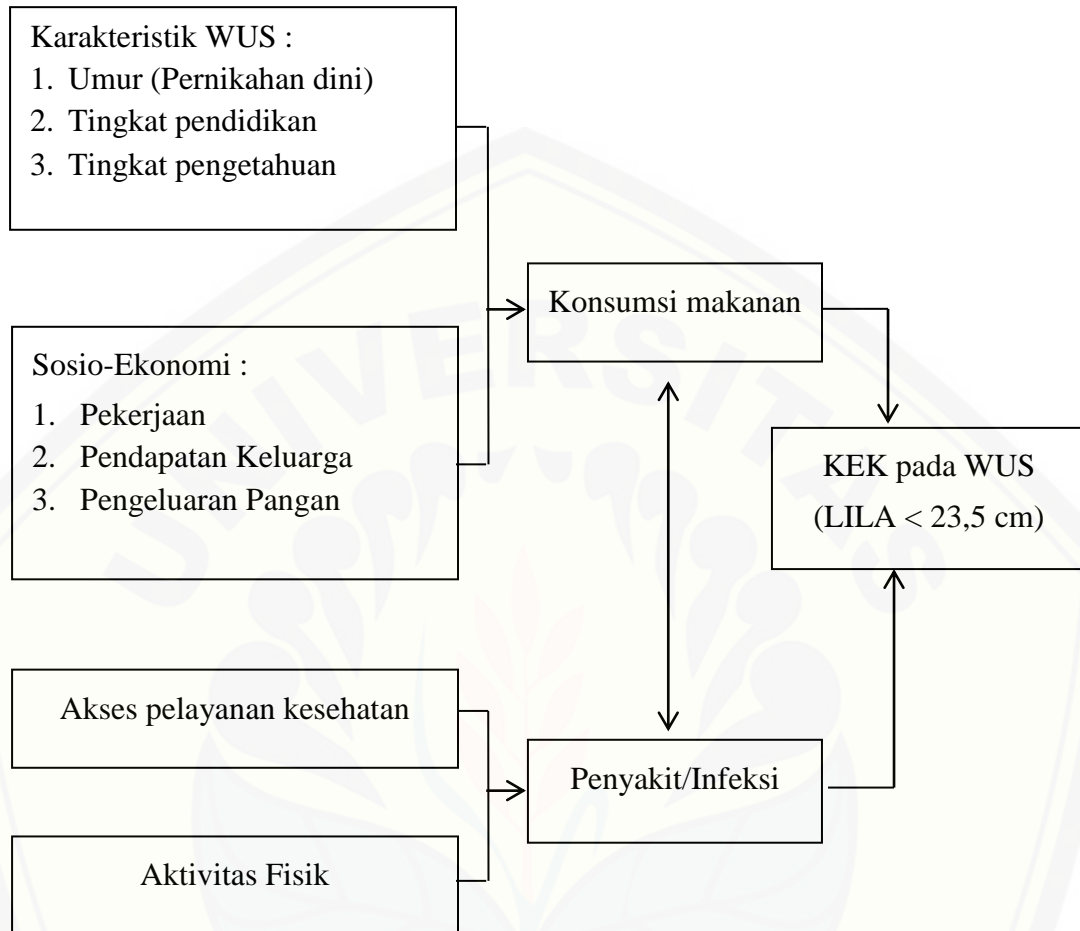 Karakteristik WUS :
1. Umur (Pernikahan dini)
2. Tingkat pendidikan
3. Tingkat pengetahuan
Konsumsi makanan
Sosio-Ekonomi :
1. Pekerjaan
2. Pendapatan Keluarga
3. Pengeluaran Pangan
KEK pada WUS
(LILA < 23,5 cm)
Akses pelayanan kesehatan
Penyakit/Infeksi
Aktivitas Fisik
UNIVERSITAS